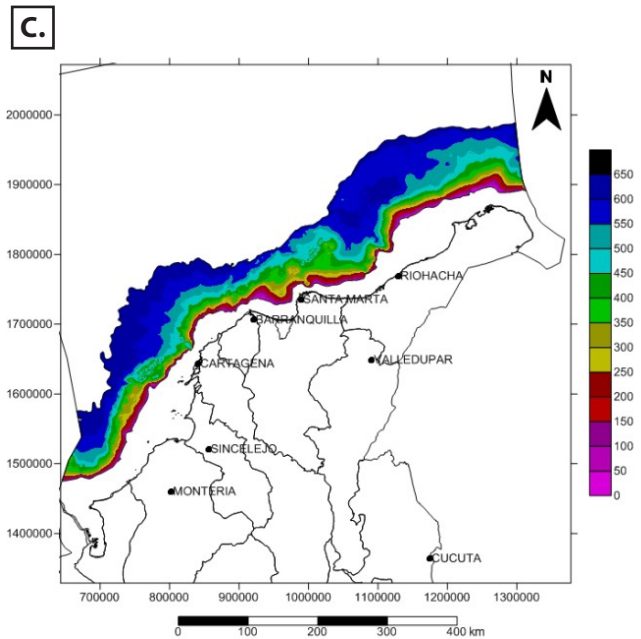 C.
N
2000000
1900000
1800000
1700000
1600000
1500000
1400000
RIOHACHA
SANTA MARTA
BARRANQUILLA
VALLEDUPAR
CARTAGENA
SINCELEJO
MONTERIA
CUCUTA
650
600
550
500
450
400
350
300
250
200
150
100
50
0
700000 800000 900000 1000000 1100000 1200000 1300000
0 100 200 300 400 km